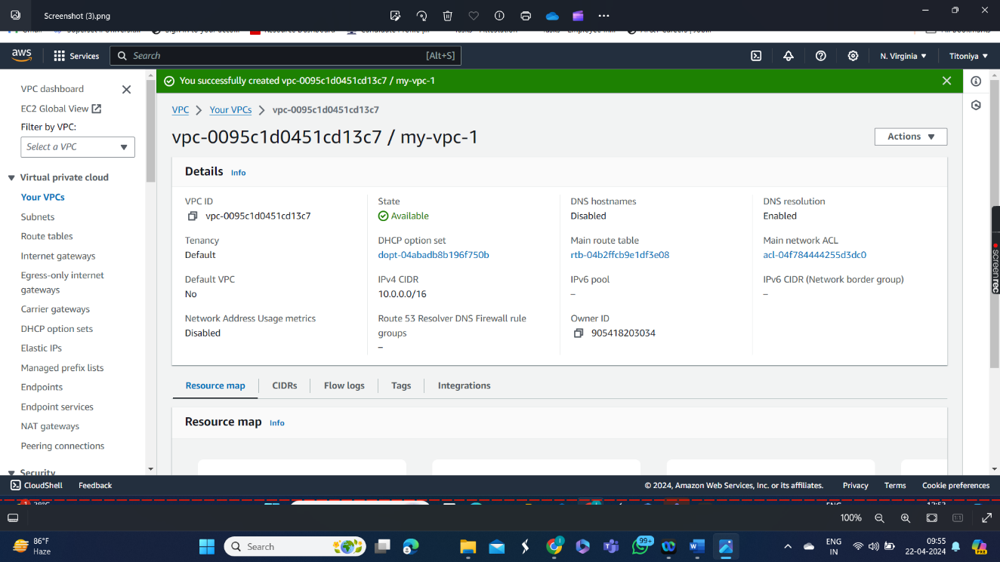 Screenshot (3).png
aws
Services
Search
[Alt+S]
N. Virginia
Titoniya
VPC dashboard
EC2 Global View
Filter by VPC:
Select a VPC
Virtual private cloud
Your VPCs
Subnets
Route tables
Internet gateways
Egress-only internet
gateways
Carrier gateways
DHCP option sets
Elastic IPs
Managed prefix lists
Endpoints
Endpoint services
NAT gateways
Peering connections
Security
You successfully created vpc-0095c1d0451cd13c7 / my-vpc-1
VPC
Your VPCs
vpc-0095c1d0451cd13c7
vpc-0095c1d0451cd13c7 / my-vpc-1
Actions
Details Info
VPC ID
vpc-0095c1d0451cd13c7
State
Available
DNS hostnames
Disabled
DNS resolution
Enabled
Tenancy
Default
DHCP option set
dopt-04abadb8b196f750b
Main route table
rtb-04b2ffcb9e1df3e08
Main network ACL
acl-04f784444255d3dc0
Default VPC
No
IPv4 CIDR
10.0.0.0/16
IPv6 pool
–
IPv6 CIDR (Network border group)
–
Network Address Usage metrics
Disabled
Route 53 Resolver DNS Firewall rule
groups
–
Owner ID
905418203034
Resource map
CIDRs
Flow logs
Tags
Integrations
Resource map Info
screenrec
CloudShell
Feedback
© 2024, Amazon Web Services, Inc. or its affiliates.
Privacy
Terms
Cookie preferences
100%
86°F
Haze
Search
99+
ENG
IN
09:55
22-04-2024
PRE